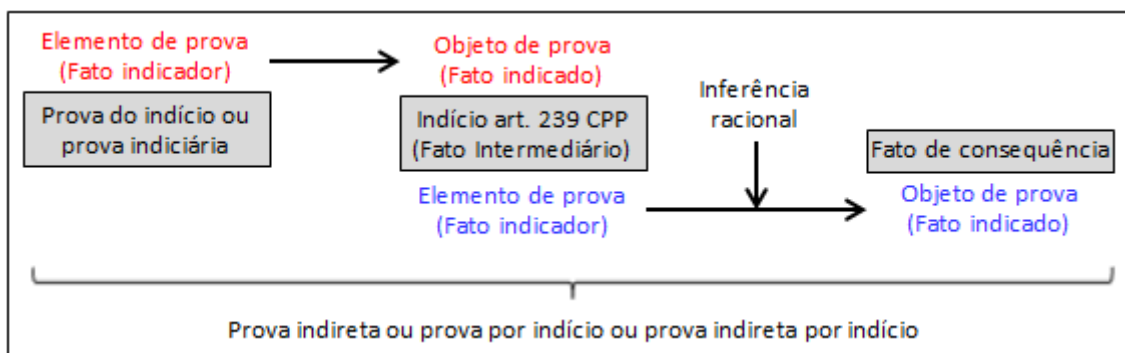 Elemento de prova
(Fato indicador)
Objeto de prova
(Fato indicado)
Prova do indício ou
prova indiciária
Indício art. 239 CPP
(Fato Intermediário)
Inferência
racional
Fato de consequência
Elemento de prova
(Fato indicador)
Objeto de prova
(Fato indicado)
Prova indireta ou prova por indício ou prova indireta por indício